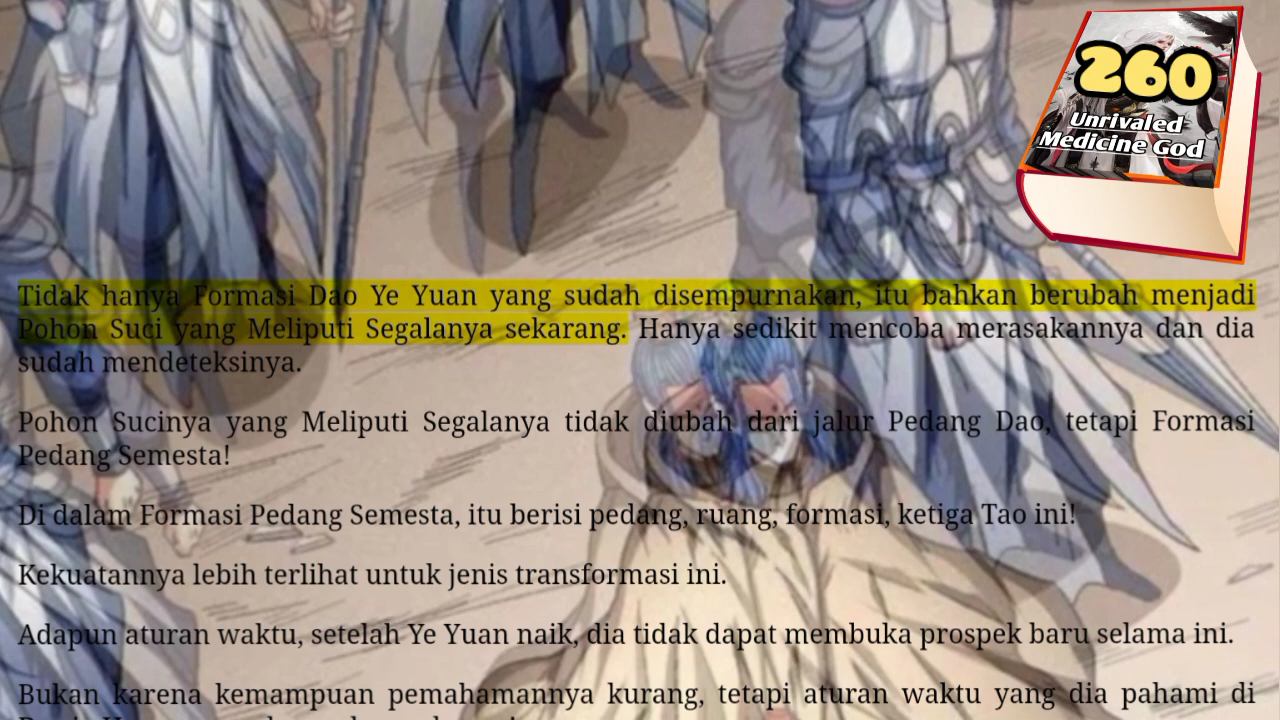 260
Unrivaled
Medicine God
Tidak hanya Formasi Dao Ye Yuan yang sudah disempurnakan, itu bahkan berubah menjadi
Pohon Suci yang Meliputi Segalanya sekarang. Hanya sedikit mencoba merasakannya dan dia
sudah mendeteksinya.
Pohon Sucinya yang Meliputi Segalanya tidak diubah dari jalur Pedang Dao, tetapi Formasi
Pedang Semesta!
Di dalam Formasi Pedang Semesta, itu berisi pedang, ruang, formasi, ketiga Tao ini!
Kekuatannya lebih terlihat untuk jenis transformasi ini.
Adapun aturan waktu, setelah Ye Yuan naik, dia tidak dapat membuka prospek baru selama ini.
Bukan karena kemampuan pemahamannya kurang, tetapi aturan waktu yang dia pahami di